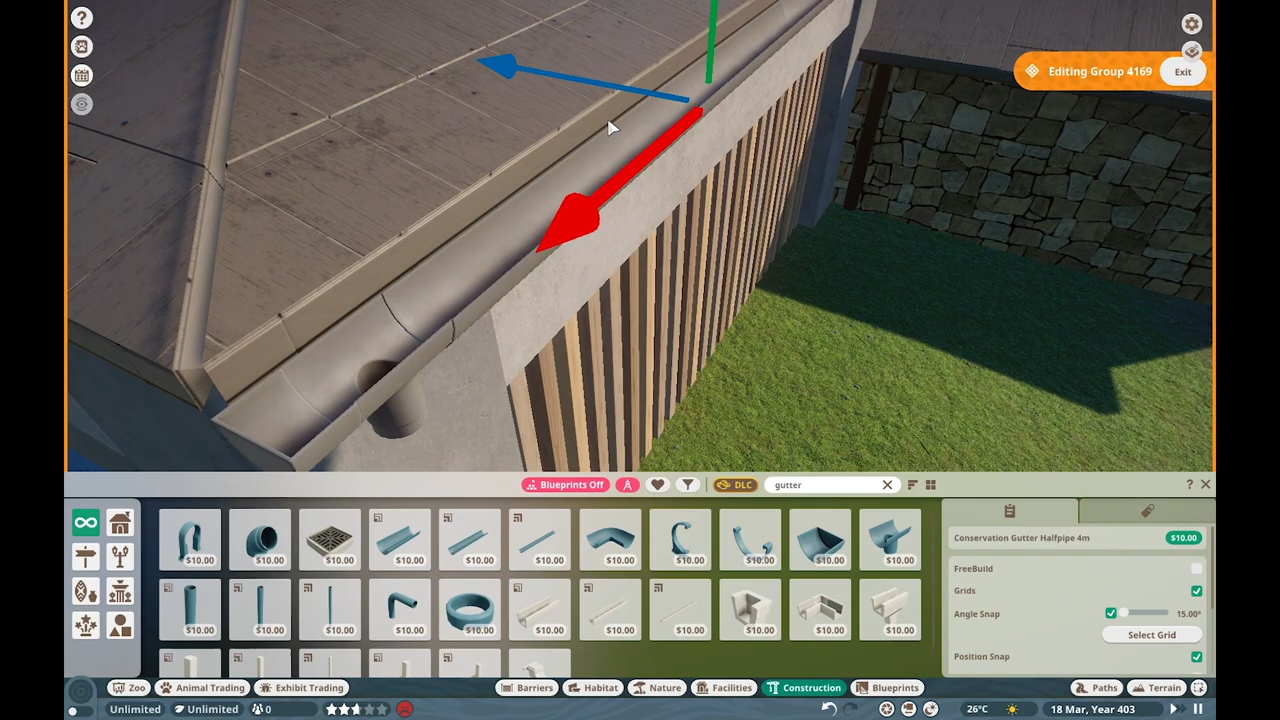 ?
Editing Group 4169 Exit
Blueprints Off DLC gutter ?
$10.00 $10.00 $10.00 $10.00 $10.00 $10.00 $10.00 $10.00 $10.00 $10.00 $10.00
$10.00 $10.00 $10.00 $10.00 $10.00 $10.00 $10.00 $10.00 $10.00 $10.00 $10.00
Conservation Gutter Halfpipe 4m $10.00
FreeBuild
Grids
Angle Snap 15.00°
Select Grid
Position Snap
Zoo Animal Trading Exhibit Trading Barriers Habitat Nature Facilities Construction Blueprints Paths Terrain
Unlimited Unlimited 0 26°C 18 Mar, Year 403